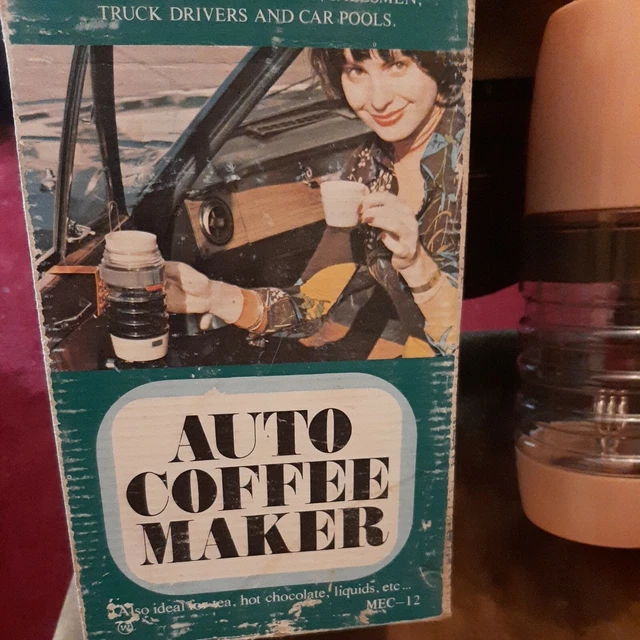 TRUCK DRIVERS AND CAR POOLS.
AUTO
COFFEE
MAKER
Also ideal for tea, hot chocolate, liquids, etc...
MEC-12